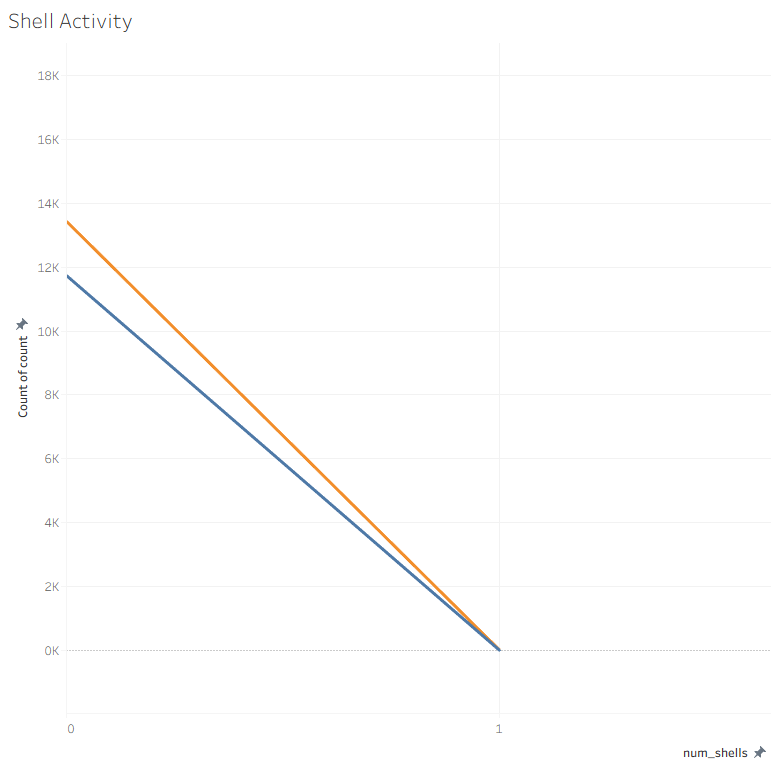 Shell Activity
18K
16K
14K
12K
10K
8K
6K
4K
2K
0K
Count of count
0
1
num_shells